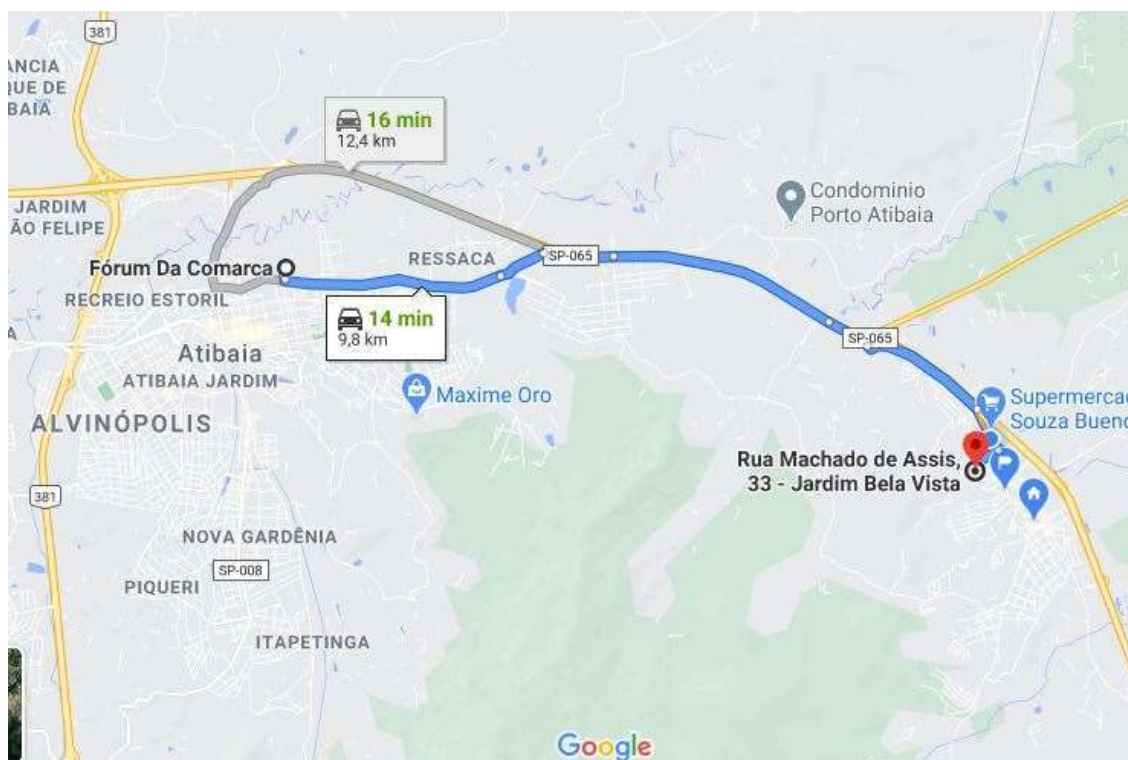 381
ANCIA
QUE DE
BAIA
16 min
12,4 km
JARDIM
ÃO FELIPE
Condominio
Porto Atibaia
Fórum Da Comarca
RESSACA
SP-065
RECREIO ESTORIL
14 min
9,8 km
SP-065
Atibaia
ATIBAIA JARDIM
Maxime Oro
Supermercad
Souza Bueno
ALVINÓPOLIS
Rua Machado de Assis,
33 - Jardim Bela Vista
381
NOVA GARDÊNIA
SP-008
PIQUERI
ITAPETINGA
Google